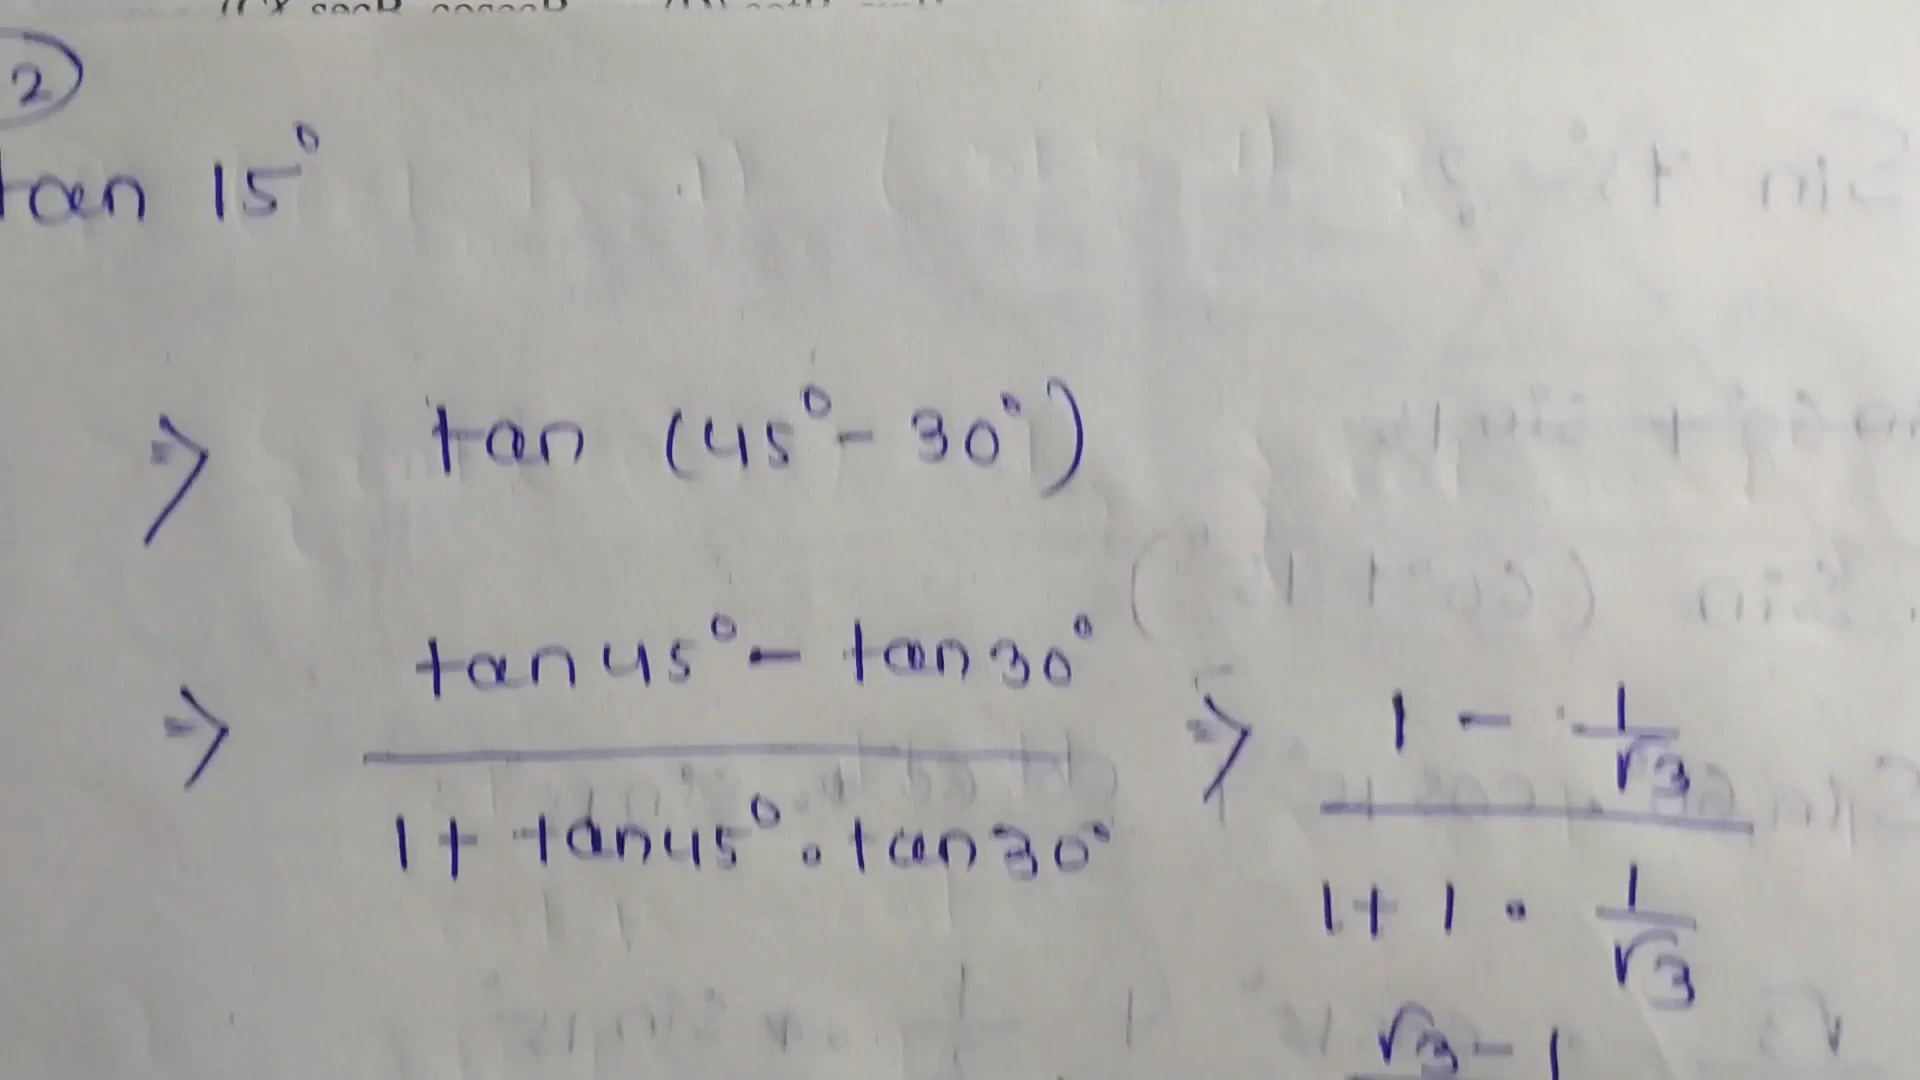 2
tan 15°
⇒ tan (45° - 30°)
⇒ tan 45° - tan 30° / 1 + tan 45° . tan 30° ⇒ 1 - 1/√3 / 1 + 1 . 1/√3
√3 - 1